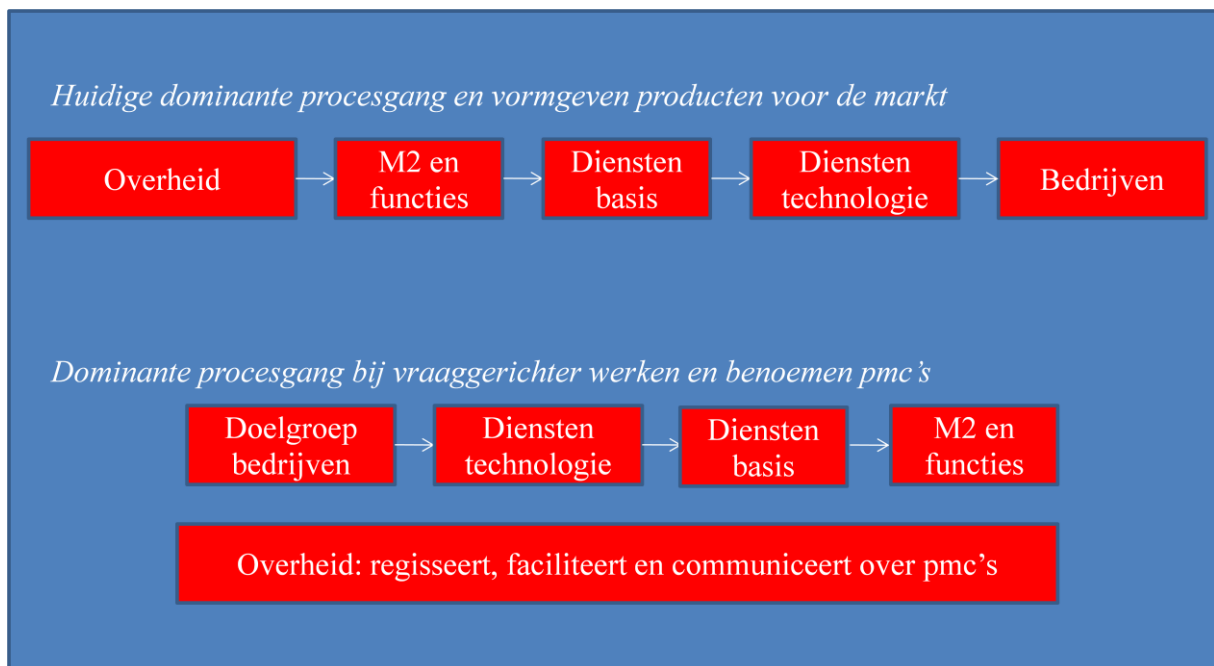 Huidige dominante procesgang en vormgeven producten voor de markt
Overheid
M2 en
functies
Diensten
basis
Diensten
technologie
Bedrijven
Dominante procesgang bij vraaggerichter werken en benoemen pmc’s
Doelgroep
bedrijven
Diensten
technologie
Diensten
basis
M2 en
functies
Overheid: regisseert, faciliteert en communiceert over pmc’s